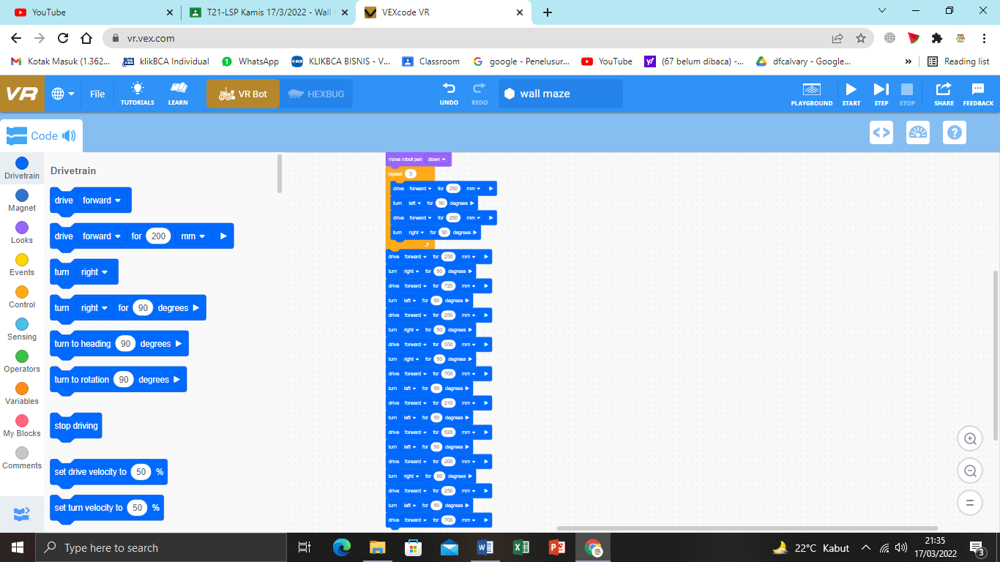 YouTube
T21-LSP Kamis 17/3/2022 - Wall
VEXcode VR
vr.vex.com
Kotak Masuk (1.362...
klikBCA Individual
WhatsApp
KLIKBCA BISNIS - V...
Classroom
google - Penelusur...
YouTube
(67 belum dibaca) -...
dfcalvary - Google...
»
Reading list
VR
File
TUTORIALS
LEARN
VR Bot
HEXBUG
UNDO
REDO
wall maze
PLAYGROUND
START
STEP
STOP
SHARE
FEEDBACK
Code
Drivetrain
Magnet
Looks
Events
Control
Sensing
Operators
Variables
My Blocks
Comments
Drivetrain
drive forward
drive forward for 200 mm
turn right
turn right for 90 degrees
turn to heading 90 degrees
turn to rotation 90 degrees
stop driving
set drive velocity to 50 %
set turn velocity to 50 %
move robot pen down
repeat 3
drive forward for 250 mm
turn left for 90 degrees
drive forward for 250 mm
turn right for 90 degrees
drive forward for 250 mm
turn right for 90 degrees
drive forward for 725 mm
turn left for 90 degrees
drive forward for 250 mm
turn right for 90 degrees
drive forward for 550 mm
turn right for 90 degrees
drive forward for 700 mm
turn left for 90 degrees
drive forward for 210 mm
turn left for 90 degrees
drive forward for 920 mm
turn left for 90 degrees
drive forward for 200 mm
turn right for 90 degrees
drive forward for 250 mm
turn left for 90 degrees
drive forward for 700 mm
Type here to search
22°C Kabut
21:35
17/03/2022
3